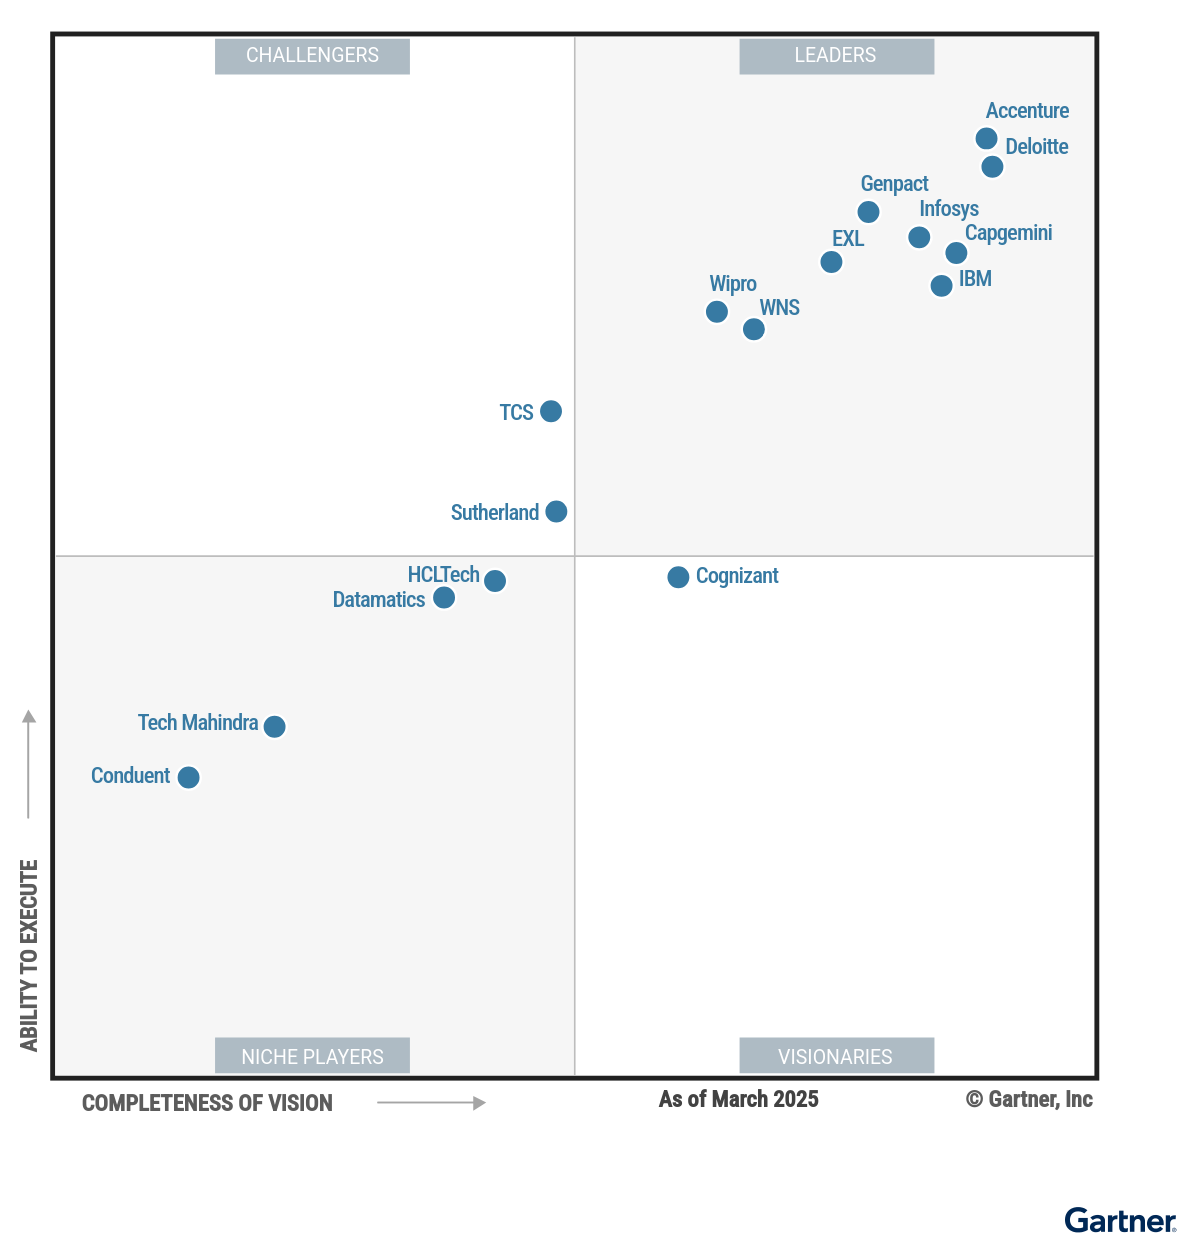 CHALLENGERS
LEADERS
Accenture
Deloitte
Genpact
Infosys
Capgemini
EXL
IBM
Wipro
WNS
TCS
Sutherland
HCLTech
Datamatics
Cognizant
Tech Mahindra
Conduent
ABILITY TO EXECUTE
NICHE PLAYERS
VISIONARIES
COMPLETENESS OF VISION
As of March 2025
© Gartner, Inc
Gartner®